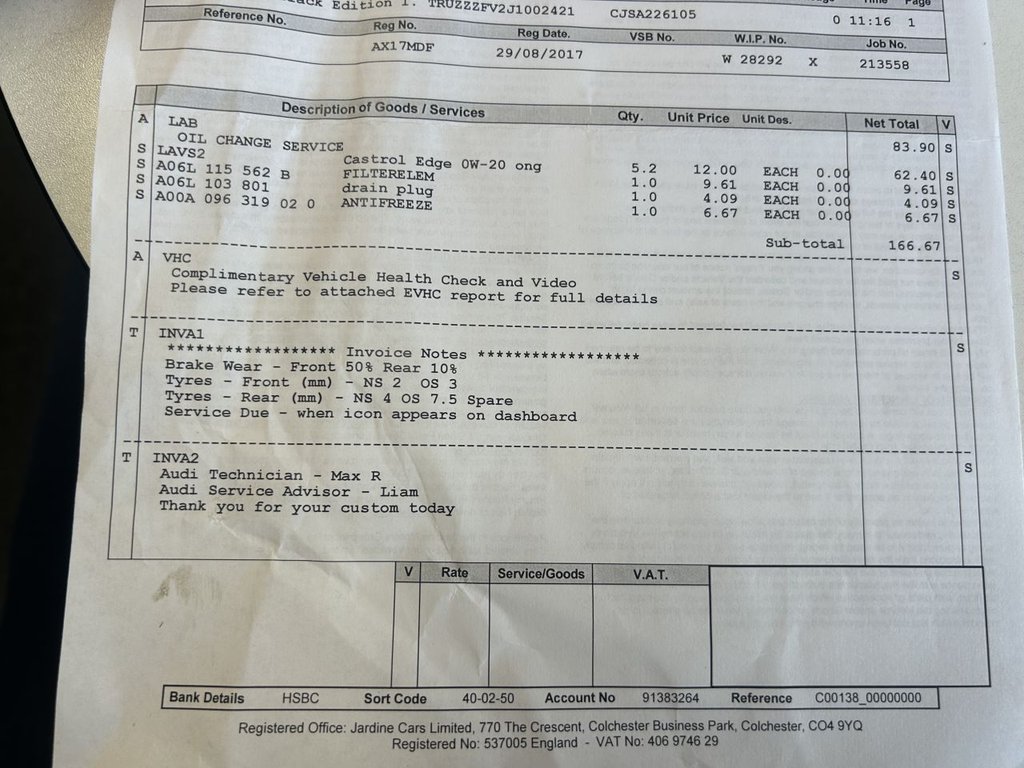 Edition 1. TRUZZZFV2J1002421 CJSA226105 0 11:16 1
Reference No. Reg No. Reg Date. VSB No. W.I.P. No. Job No.
AX17MDF 29/08/2017 W 28292 X 213558
Description of Goods / Services Qty. Unit Price Unit Des. Net Total V
A LAB
OIL CHANGE SERVICE 83.90 S
S LAVS2 Castrol Edge 0W-20 ong 5.2 12.00 EACH 0.00 62.40 S
S A06L 115 562 B FILTERELEM 1.0 9.61 EACH 0.00 9.61 S
S A06L 103 801 drain plug 1.0 4.09 EACH 0.00 4.09 S
S A00A 096 319 02 0 ANTIFREEZE 1.0 6.67 EACH 0.00 6.67 S
Sub-total 166.67
A VHC S
Complimentary Vehicle Health Check and Video
Please refer to attached EVHC report for full details
T INVA1 S
****************** Invoice Notes ******************
Brake Wear - Front 50% Rear 10%
Tyres - Front (mm) - NS 2 OS 3
Tyres - Rear (mm) - NS 4 OS 7.5 Spare
Service Due - when icon appears on dashboard
T INVA2 S
Audi Technician - Max R
Audi Service Advisor - Liam
Thank you for your custom today
V Rate Service/Goods V.A.T.
Bank Details HSBC Sort Code 40-02-50 Account No 91383264 Reference C00138_00000000
Registered Office: Jardine Cars Limited, 770 The Crescent, Colchester Business Park, Colchester, CO4 9YQ
Registered No: 537005 England - VAT No: 406 9746 29